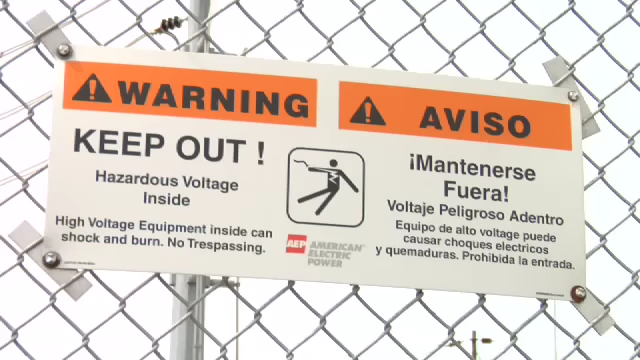 WARNING
KEEP OUT !
Hazardous Voltage
Inside
High Voltage Equipment inside can
shock and burn. No Trespassing.
AEP AMERICAN
ELECTRIC
POWER
AVISO
¡Mantenerse
Fuera!
Voltaje Peligroso Adentro
Equipo de alto voltaje puede
causar choques electricos
y quemaduras. Prohibida la entrada.